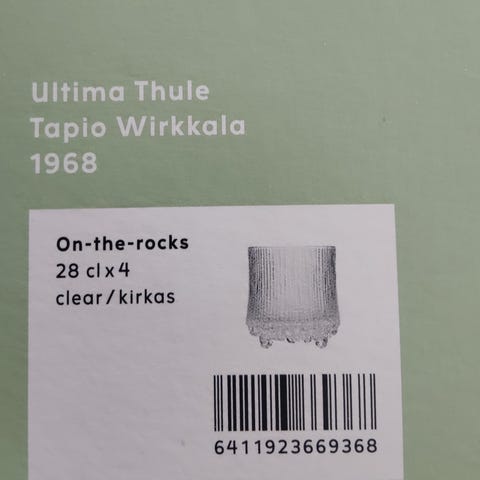 Ultima Thule
Tapio Wirkkala
1968
On-the-rocks
28 cl x 4
clear/kirkas
6411923669368